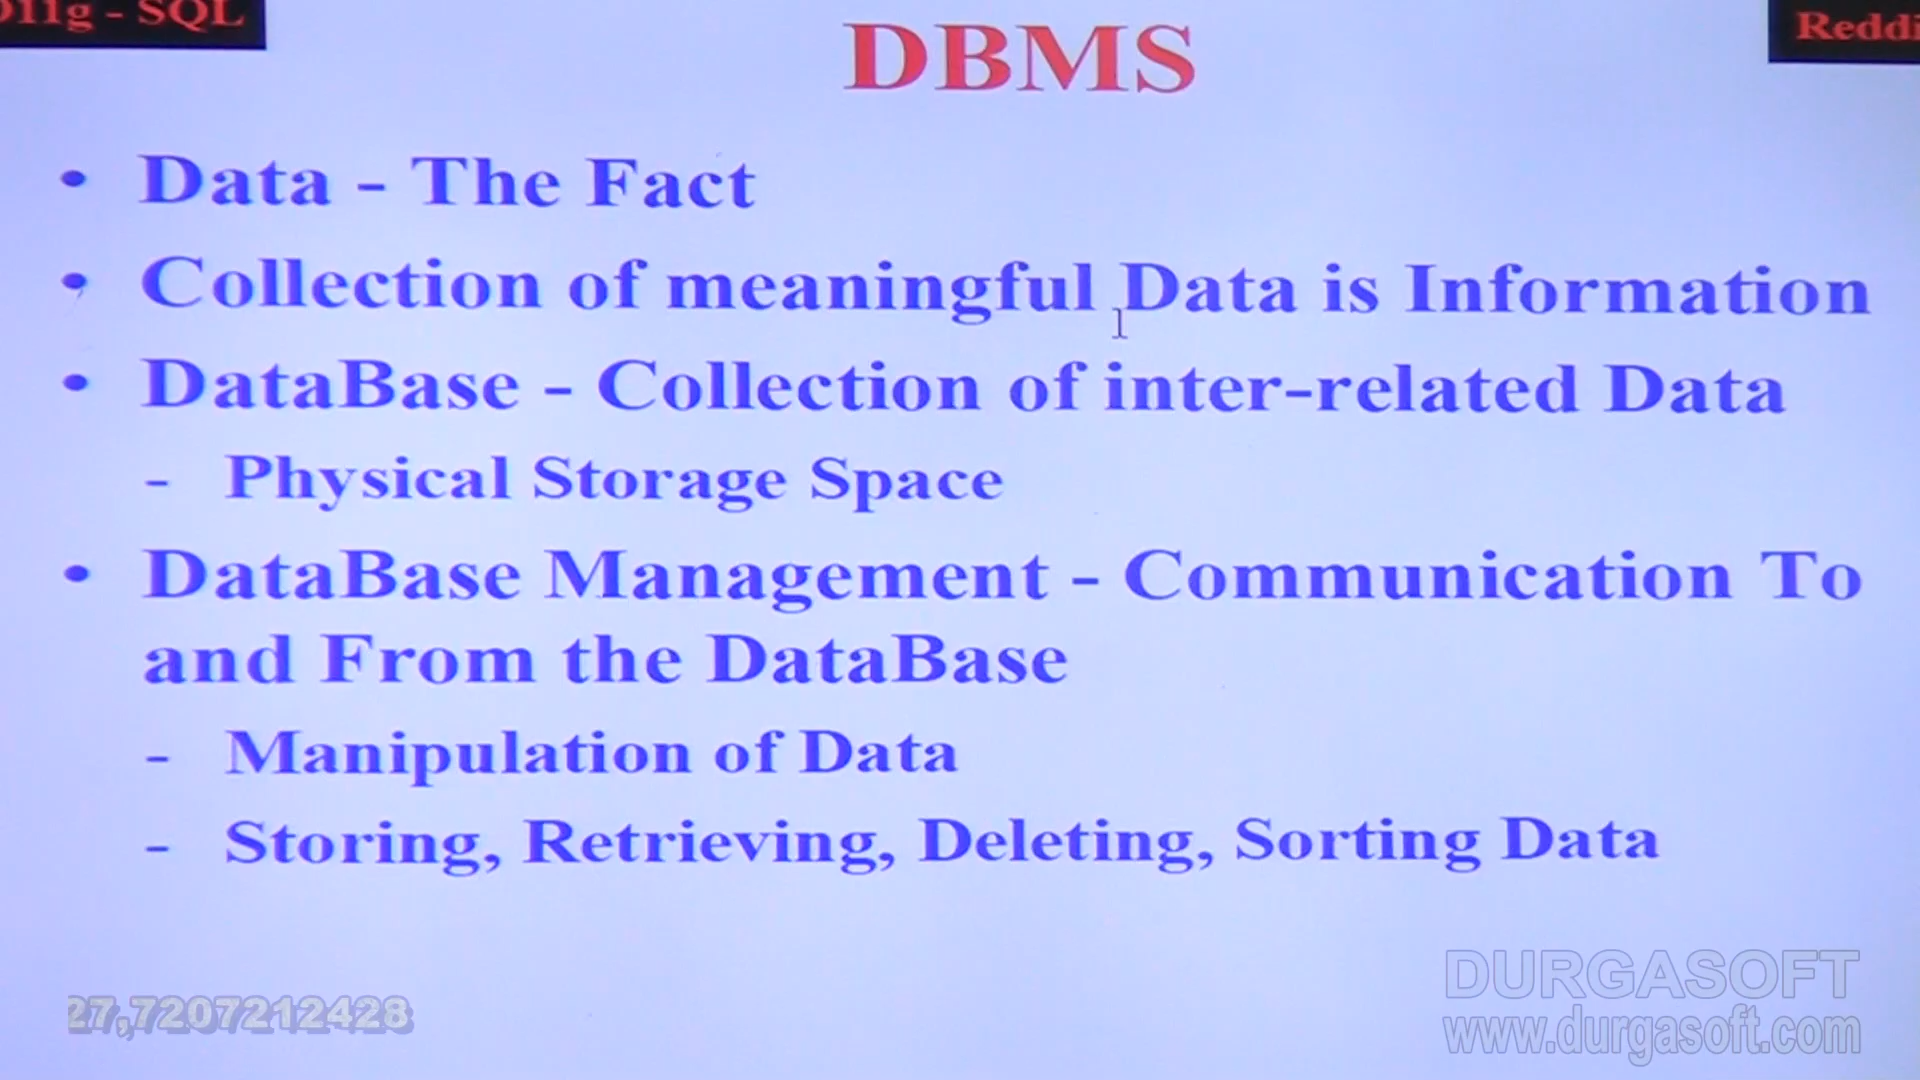 11g - SQL
DBMS
• Data - The Fact
• Collection of meaningful Data is Information
• DataBase - Collection of inter-related Data
- Physical Storage Space
• DataBase Management - Communication To
and From the DataBase
- Manipulation of Data
- Storing, Retrieving, Deleting, Sorting Data
27,7207212428
DURGASOFT
www.durgasoft.com